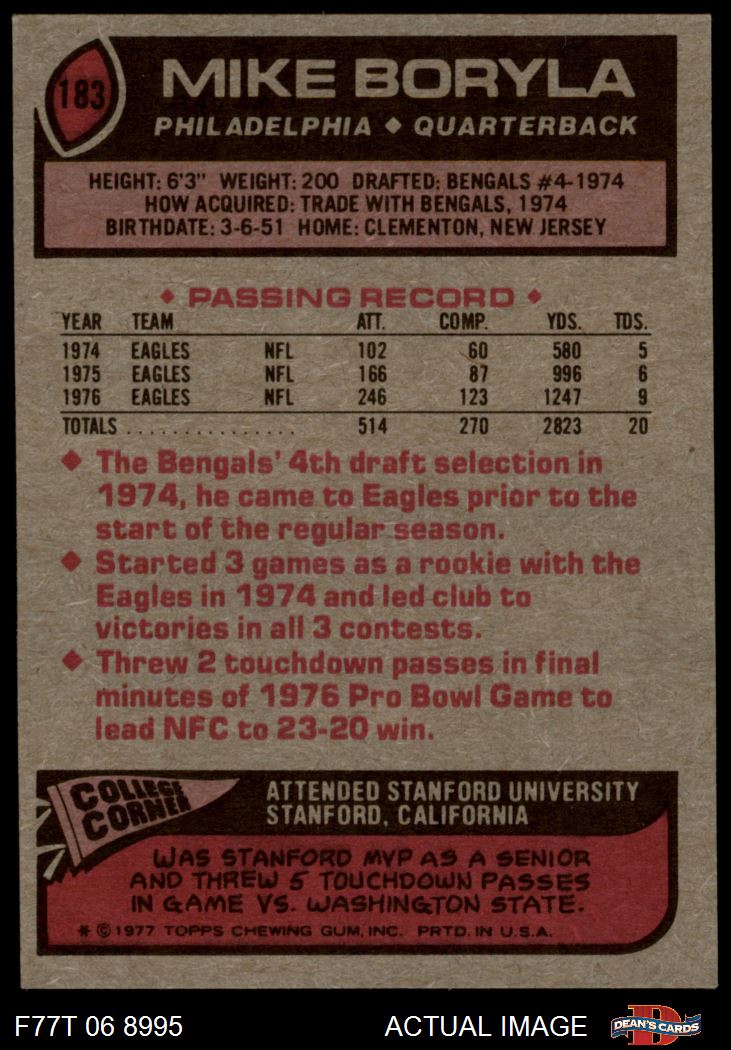 183
MIKE BORYLA
PHILADELPHIA ◆ QUARTERBACK
HEIGHT: 6'3" WEIGHT: 200 DRAFTED: BENGALS #4-1974
HOW ACQUIRED: TRADE WITH BENGALS, 1974
BIRTHDATE: 3-6-51 HOME: CLEMENTON, NEW JERSEY
◆ PASSING RECORD ◆
YEAR TEAM ATT. COMP. YDS. TDS.
1974 EAGLES NFL 102 60 580 5
1975 EAGLES NFL 166 87 996 6
1976 EAGLES NFL 246 123 1247 9
TOTALS . . . . . . . . . . . . . . . 514 270 2823 20
◆ The Bengals' 4th draft selection in
1974, he came to Eagles prior to the
start of the regular season.
◆ Started 3 games as a rookie with the
Eagles in 1974 and led club to
victories in all 3 contests.
◆ Threw 2 touchdown passes in final
minutes of 1976 Pro Bowl Game to
lead NFC to 23-20 win.
COLLEGE
CORNER
ATTENDED STANFORD UNIVERSITY
STANFORD, CALIFORNIA
WAS STANFORD MVP AS A SENIOR
AND THREW 5 TOUCHDOWN PASSES
IN GAME VS. WASHINGTON STATE.
* © 1977 TOPPS CHEWING GUM, INC. PRTD. IN U.S.A.
F77T 06 8995 ACTUAL IMAGE
D
DEAN'S CARDS